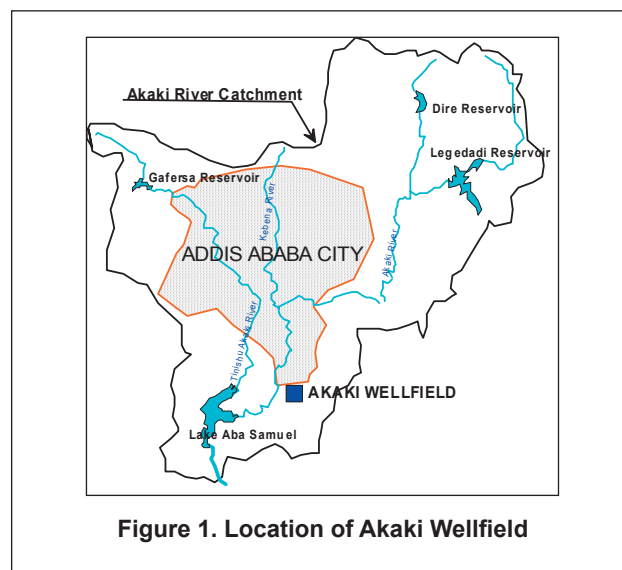 Akaki River Catchment
Dire Reservoir
Legedadi Reservoir
Gafersa Reservoir
Kebena River
ADDIS ABABA CITY
Akaki River
Tinishu Akaki River
AKAKI WELLFIELD
Lake Aba Samuel
Figure 1. Location of Akaki Wellfield